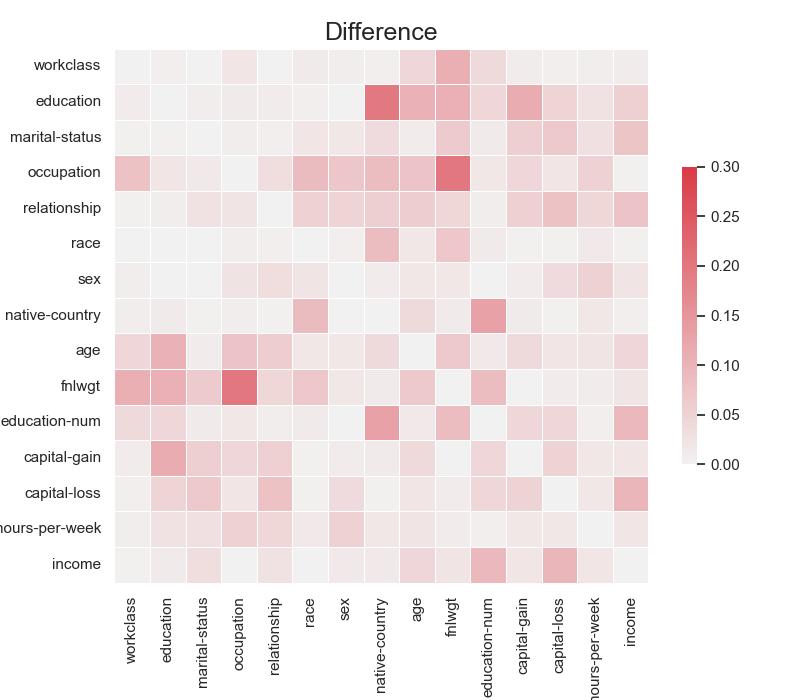 Difference
workclass
education
marital-status
occupation
relationship
race
sex
native-country
age
fnlwgt
education-num
capital-gain
capital-loss
hours-per-week
income
0.30
0.25
0.20
0.15
0.10
0.05
0.00
workclass
education
marital-status
occupation
relationship
race
sex
native-country
age
fnlwgt
education-num
capital-gain
capital-loss
hours-per-week
income